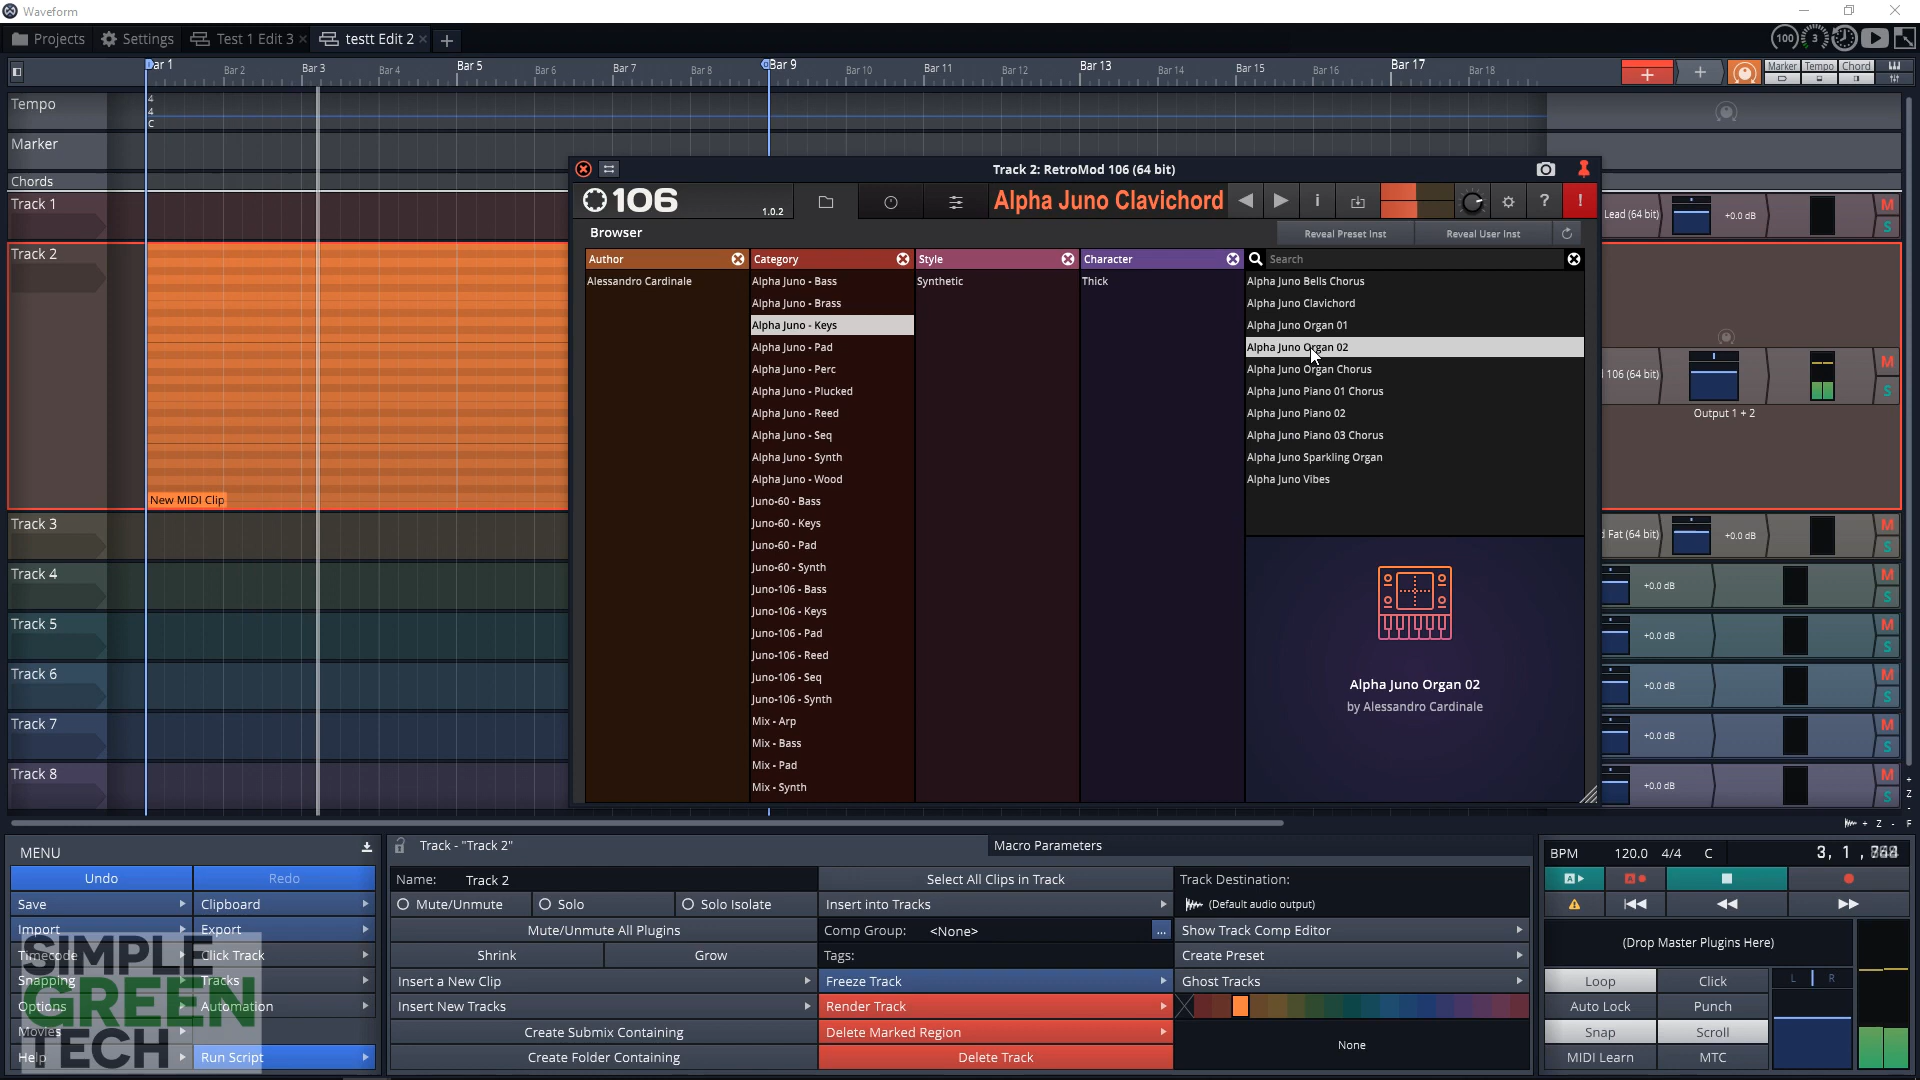 Waveform
Projects
Settings
Test 1 Edit 3
testt Edit 2
100
3
Bar 1
Bar 2
Bar 3
Bar 4
Bar 5
Bar 6
Bar 7
Bar 8
Bar 9
Bar 10
Bar 11
Bar 12
Bar 13
Bar 14
Bar 15
Bar 16
Bar 17
Bar 18
Marker
Tempo
Chord
Tempo
4
4
C
Marker
Chords
Track 1
Track 2
New MIDI Clip
Track 3
Track 4
Track 5
Track 6
Track 7
Track 8
Track 2: RetroMod 106 (64 bit)
106
1.0.2
Alpha Juno Clavichord
i
?
!
Browser
Reveal Preset Inst
Reveal User Inst
Author
Category
Style
Character
Search
Alessandro Cardinale
Alpha Juno - Bass
Alpha Juno - Brass
Alpha Juno - Keys
Alpha Juno - Pad
Alpha Juno - Perc
Alpha Juno - Plucked
Alpha Juno - Reed
Alpha Juno - Seq
Alpha Juno - Synth
Alpha Juno - Wood
Juno-60 - Bass
Juno-60 - Keys
Juno-60 - Pad
Juno-60 - Synth
Juno-106 - Bass
Juno-106 - Keys
Juno-106 - Pad
Juno-106 - Reed
Juno-106 - Seq
Juno-106 - Synth
Mix - Arp
Mix - Bass
Mix - Pad
Mix - Synth
Synthetic
Thick
Alpha Juno Bells Chorus
Alpha Juno Clavichord
Alpha Juno Organ 01
Alpha Juno Organ 02
Alpha Juno Organ Chorus
Alpha Juno Piano 01 Chorus
Alpha Juno Piano 02
Alpha Juno Piano 03 Chorus
Alpha Juno Sparkling Organ
Alpha Juno Vibes
Alpha Juno Organ 02
by Alessandro Cardinale
Lead (64 bit)
+0.0 dB
M
S
106 (64 bit)
M
S
Output 1 + 2
Fat (64 bit)
+0.0 dB
M
S
+0.0 dB
M
S
+0.0 dB
M
S
+0.0 dB
M
S
+0.0 dB
M
S
+0.0 dB
M
S
+
Z
-
+ Z - F
MENU
Undo
Redo
Save
Clipboard
Import
Export
Timecode
Click Track
Snapping
Tracks
Options
Automation
Movies
Help
Run Script
SIMPLE
GREEN
TECH
Track - "Track 2"
Macro Parameters
Name: Track 2
Select All Clips in Track
Track Destination:
Mute/Unmute
Solo
Solo Isolate
Insert into Tracks
(Default audio output)
Mute/Unmute All Plugins
Comp Group: <None>
...
Show Track Comp Editor
Shrink
Grow
Tags:
Create Preset
Insert a New Clip
Freeze Track
Ghost Tracks
Insert New Tracks
Render Track
Create Submix Containing
Delete Marked Region
None
Create Folder Containing
Delete Track
BPM 120.0 4/4 C
3, 1 ,
A
A
(Drop Master Plugins Here)
Loop
Click
L
R
Auto Lock
Punch
Snap
Scroll
MIDI Learn
MTC